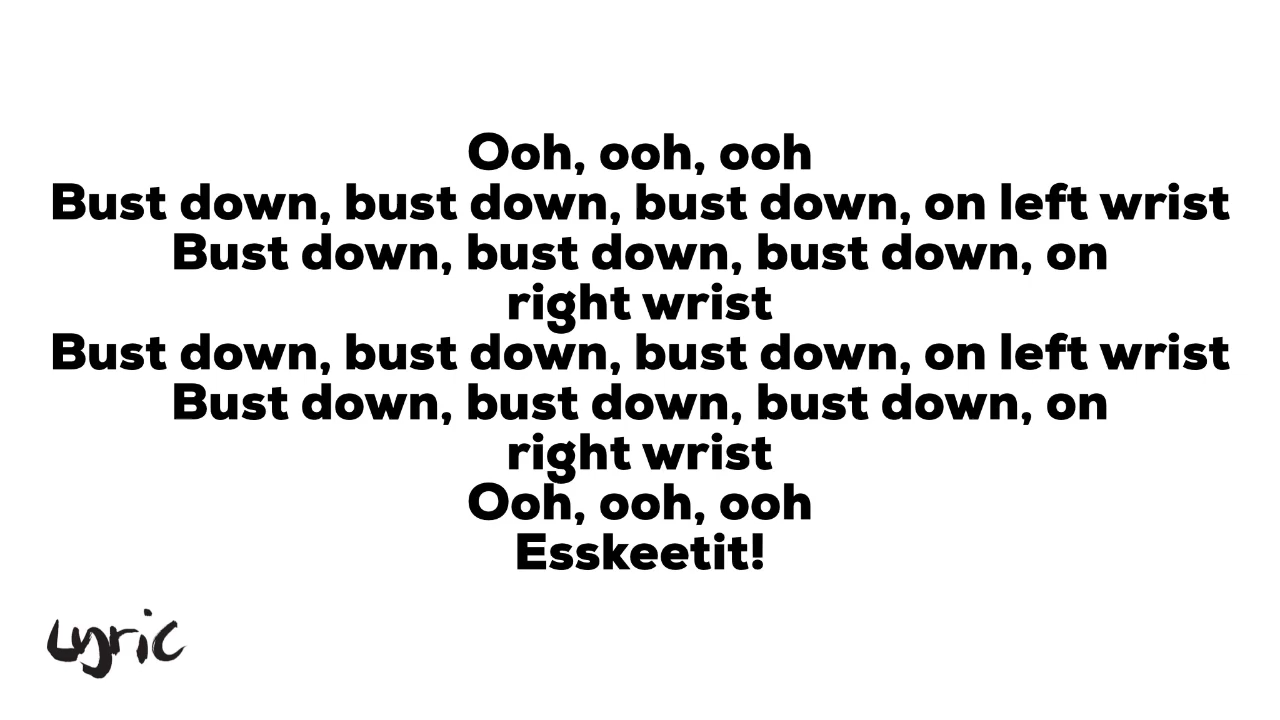 Ooh, ooh, ooh
Bust down, bust down, bust down, on left wrist
Bust down, bust down, bust down, on
right wrist
Bust down, bust down, bust down, on left wrist
Bust down, bust down, bust down, on
right wrist
Ooh, ooh, ooh
Esskeetit!
Lyric